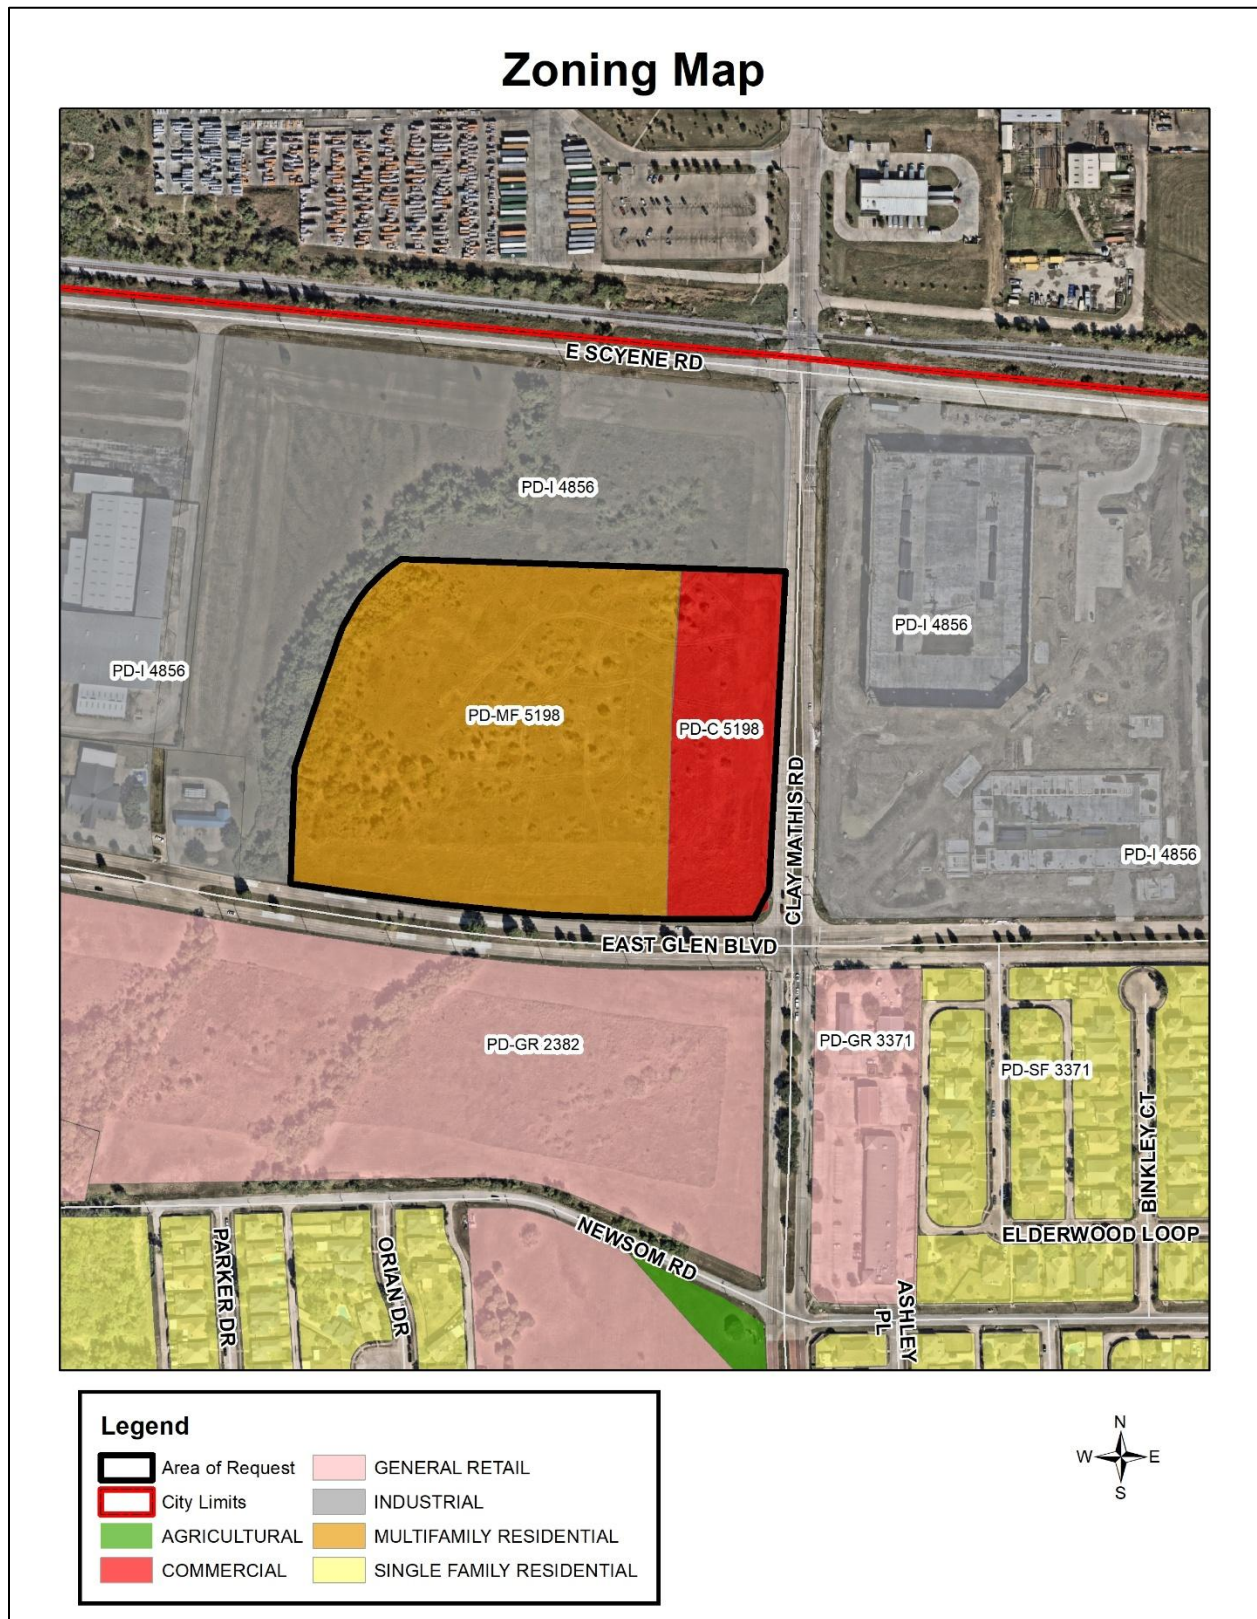 Zoning Map
E SCYENE RD
PD-I 4856
PD-I 4856
PD-I 4856
PD-MF 5198
PD-C 5198
CLAY MATHIS RD
PD-I 4856
EAST GLEN BLVD
PD-GR 2382
PD-GR 3371
PD-SF 3371
BINKLEY CT
ELDERWOOD LOOP
NEWSOM RD
PARKER DR
ORIAN DR
ASHLEY
PL
Legend
Area of Request
City Limits
AGRICULTURAL
COMMERCIAL
GENERAL RETAIL
INDUSTRIAL
MULTIFAMILY RESIDENTIAL
SINGLE FAMILY RESIDENTIAL
N
W
E
S